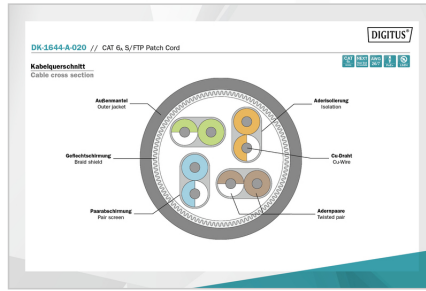 DIGITUS®
DK-1644-A-020 // CAT 6A S/FTP Patch Cord
Kabelquerschnitt
Cable cross section
Außenmantel
Outer jacket
Aderisolierung
Isolation
Geflechtschirmung
Braid shield
Cu-Draht
Cu-Wire
Paarabschirmung
Pair screen
Adernpaare
Twisted pair